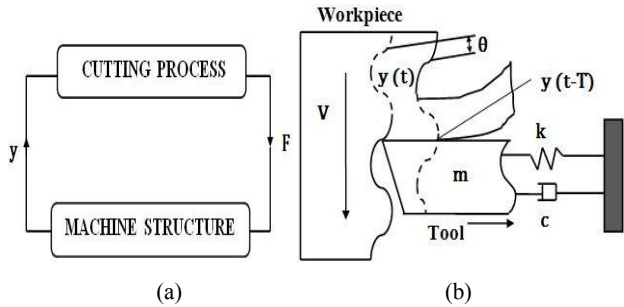 CUTTING PROCESS
y
F
MACHINE STRUCTURE
(a)
Workpiece
θ
y (t)
y (t-T)
V
k
m
c
Tool
(b)